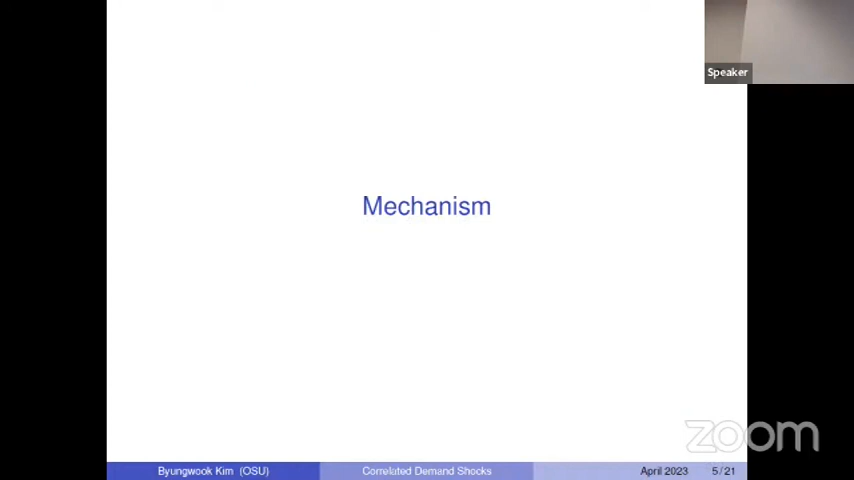 Speaker
Mechanism
zoom
Byungwook Kim (OSU) Correlated Demand Shocks April 2023 5/21